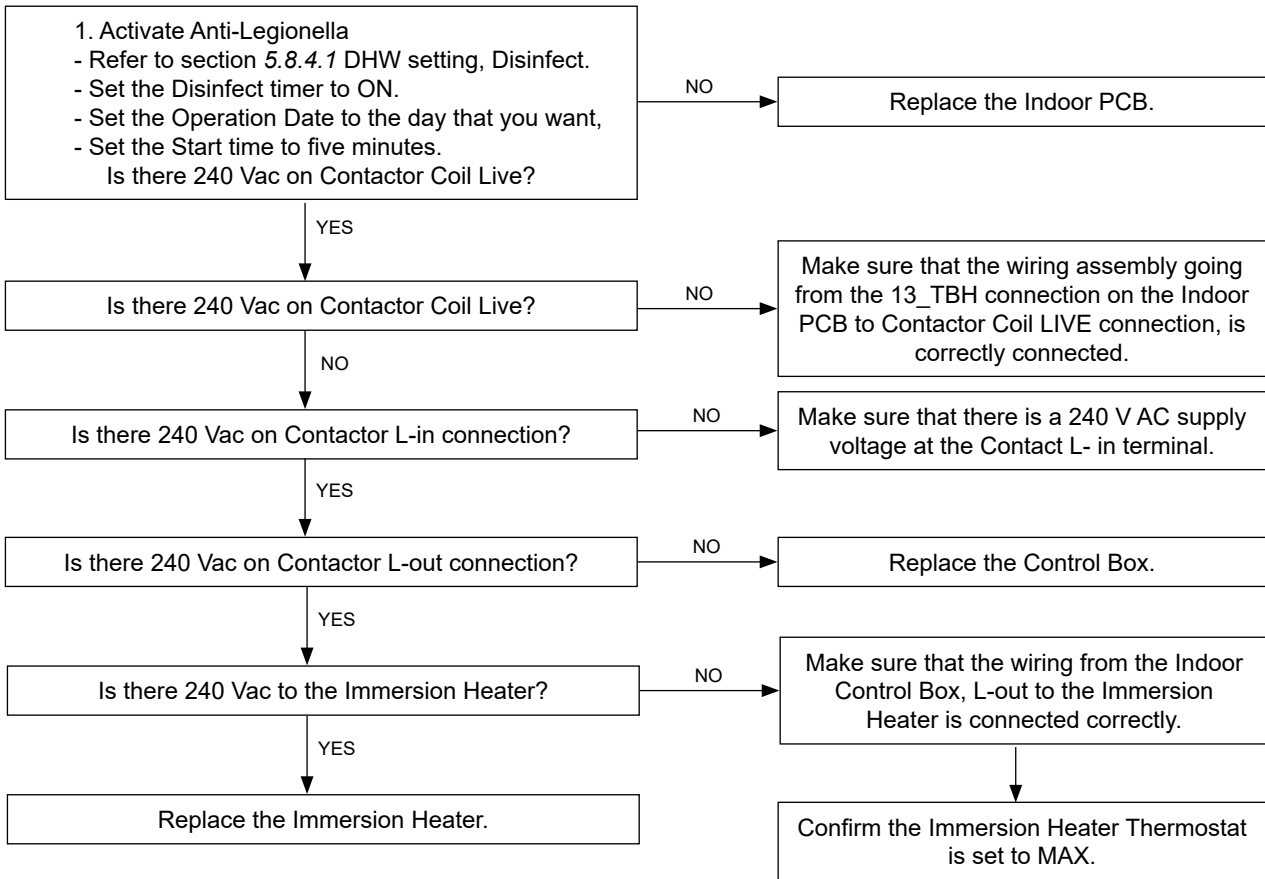 1. Activate Anti-Legionella
- Refer to section 5.8.4.1 DHW setting, Disinfect.
- Set the Disinfect timer to ON.
- Set the Operation Date to the day that you want,
- Set the Start time to five minutes.
Is there 240 Vac on Contactor Coil Live?
NO
Replace the Indoor PCB.
YES
Is there 240 Vac on Contactor Coil Live?
NO
Make sure that the wiring assembly going
from the 13_TBH connection on the Indoor
PCB to Contactor Coil LIVE connection, is
correctly connected.
NO
Is there 240 Vac on Contactor L-in connection?
NO
Make sure that there is a 240 V AC supply
voltage at the Contact L- in terminal.
YES
Is there 240 Vac on Contactor L-out connection?
NO
Replace the Control Box.
YES
Is there 240 Vac to the Immersion Heater?
NO
Make sure that the wiring from the Indoor
Control Box, L-out to the Immersion
Heater is connected correctly.
YES
Replace the Immersion Heater.
Confirm the Immersion Heater Thermostat
is set to MAX.